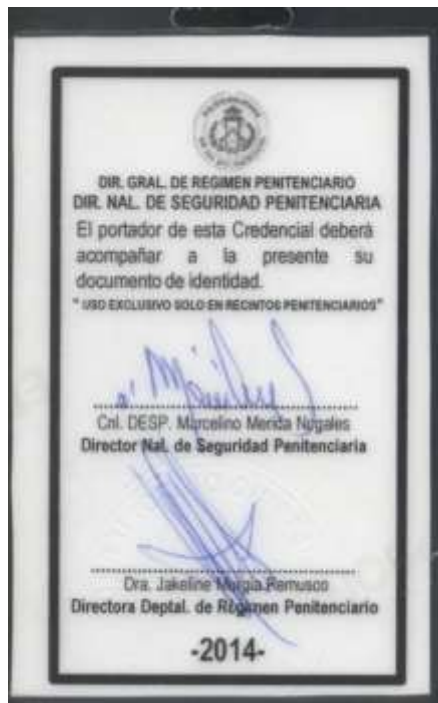 DIR. GRAL. DE REGIMEN PENITENCIARIO
DIR. NAL. DE SEGURIDAD PENITENCIARIA
El portador de esta Credencial deberá
acompañar a la presente su
documento de identidad.
" USO EXCLUSIVO SOLO EN RECINTOS PENITENCIARIOS"
Cnl. DESP. Marcelino Merida Nogales
Director Nal. de Seguridad Penitenciaria
Dra. Jakeline Murgia Remusco
Directora Deptal. de Régimen Penitenciario
-2014-